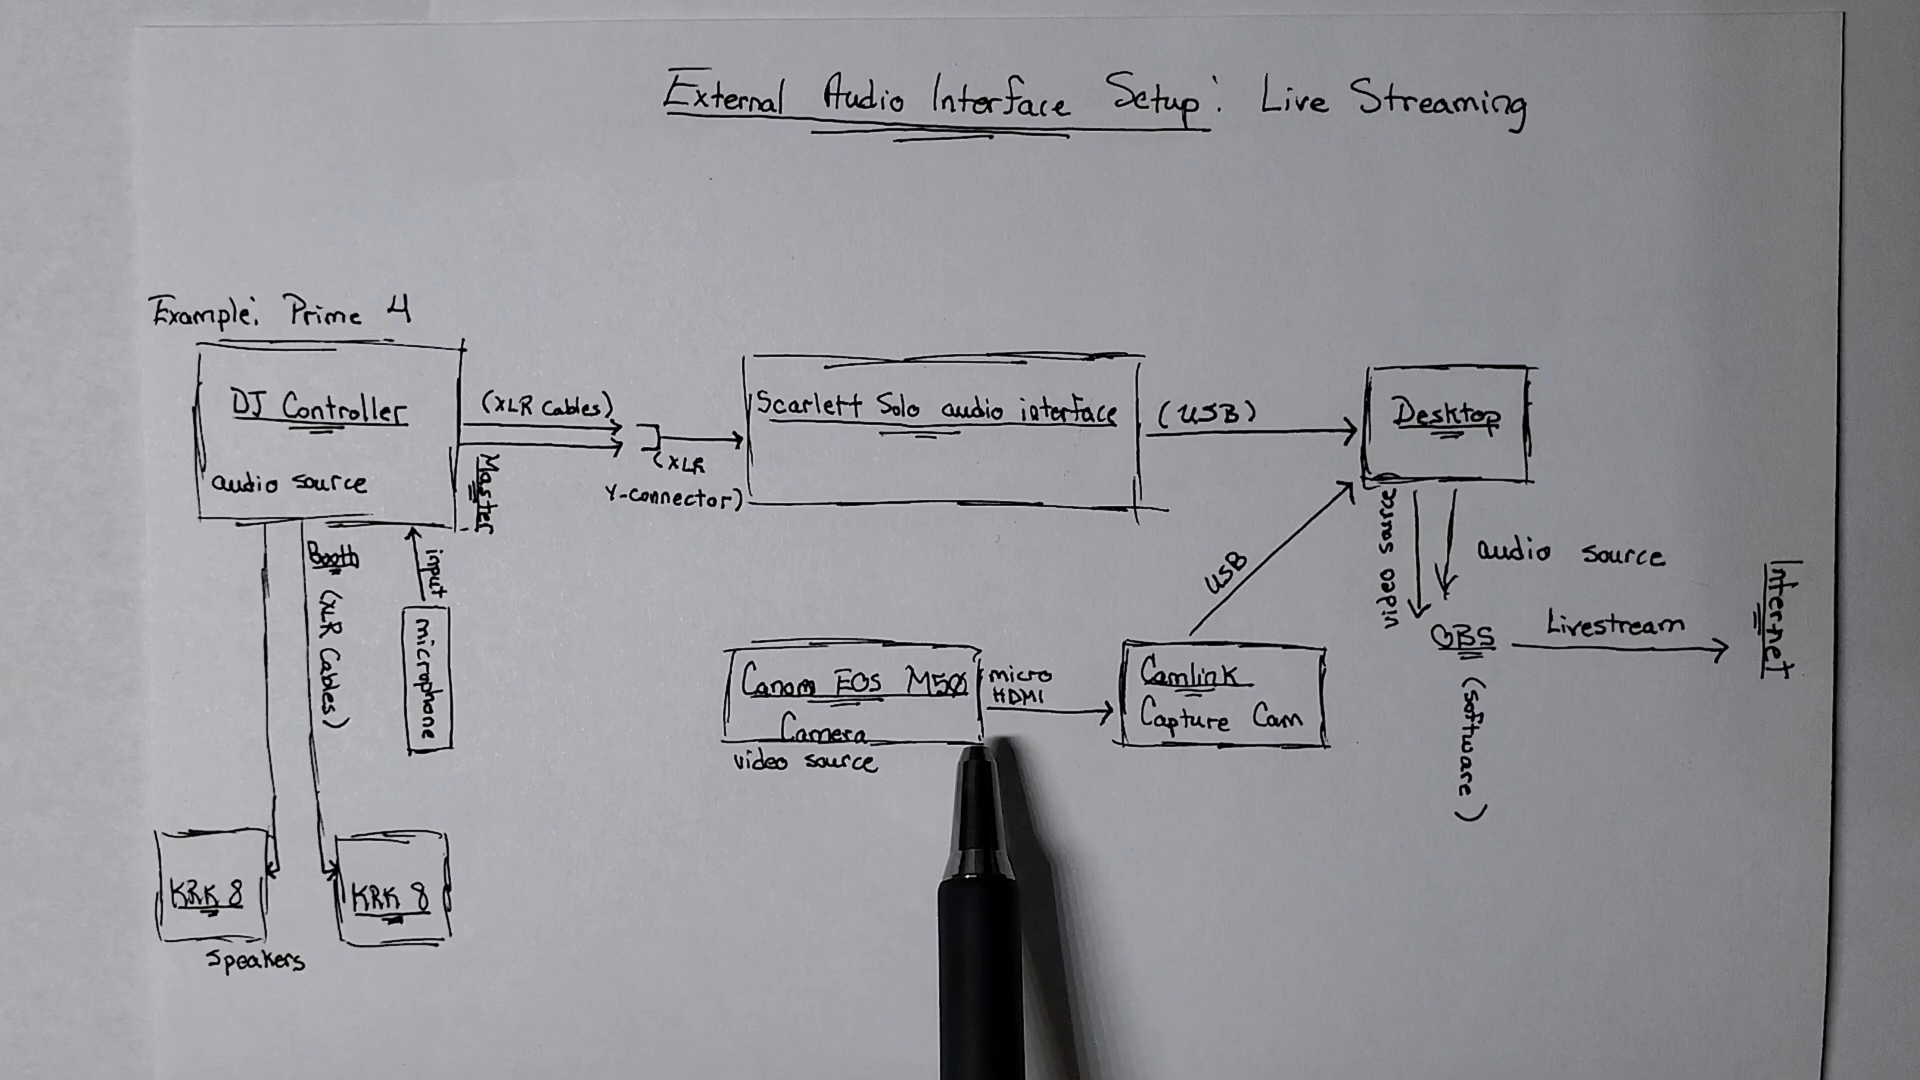 External Audio Interface Setup: Live Streaming
Example: Prime 4
DJ Controller
audio source
(XLR Cables)
Master
(XLR
Y-connector)
Scarlett Solo audio interface
(USB)
Desktop
video source
audio source
OBS
(software)
Livestream
Internet
Booth
(XLR Cables)
input
microphone
USB
Canon EOS M50
Camera
video source
micro
HDMI
Camlink
Capture Cam
KRK 8
KRK 8
Speakers